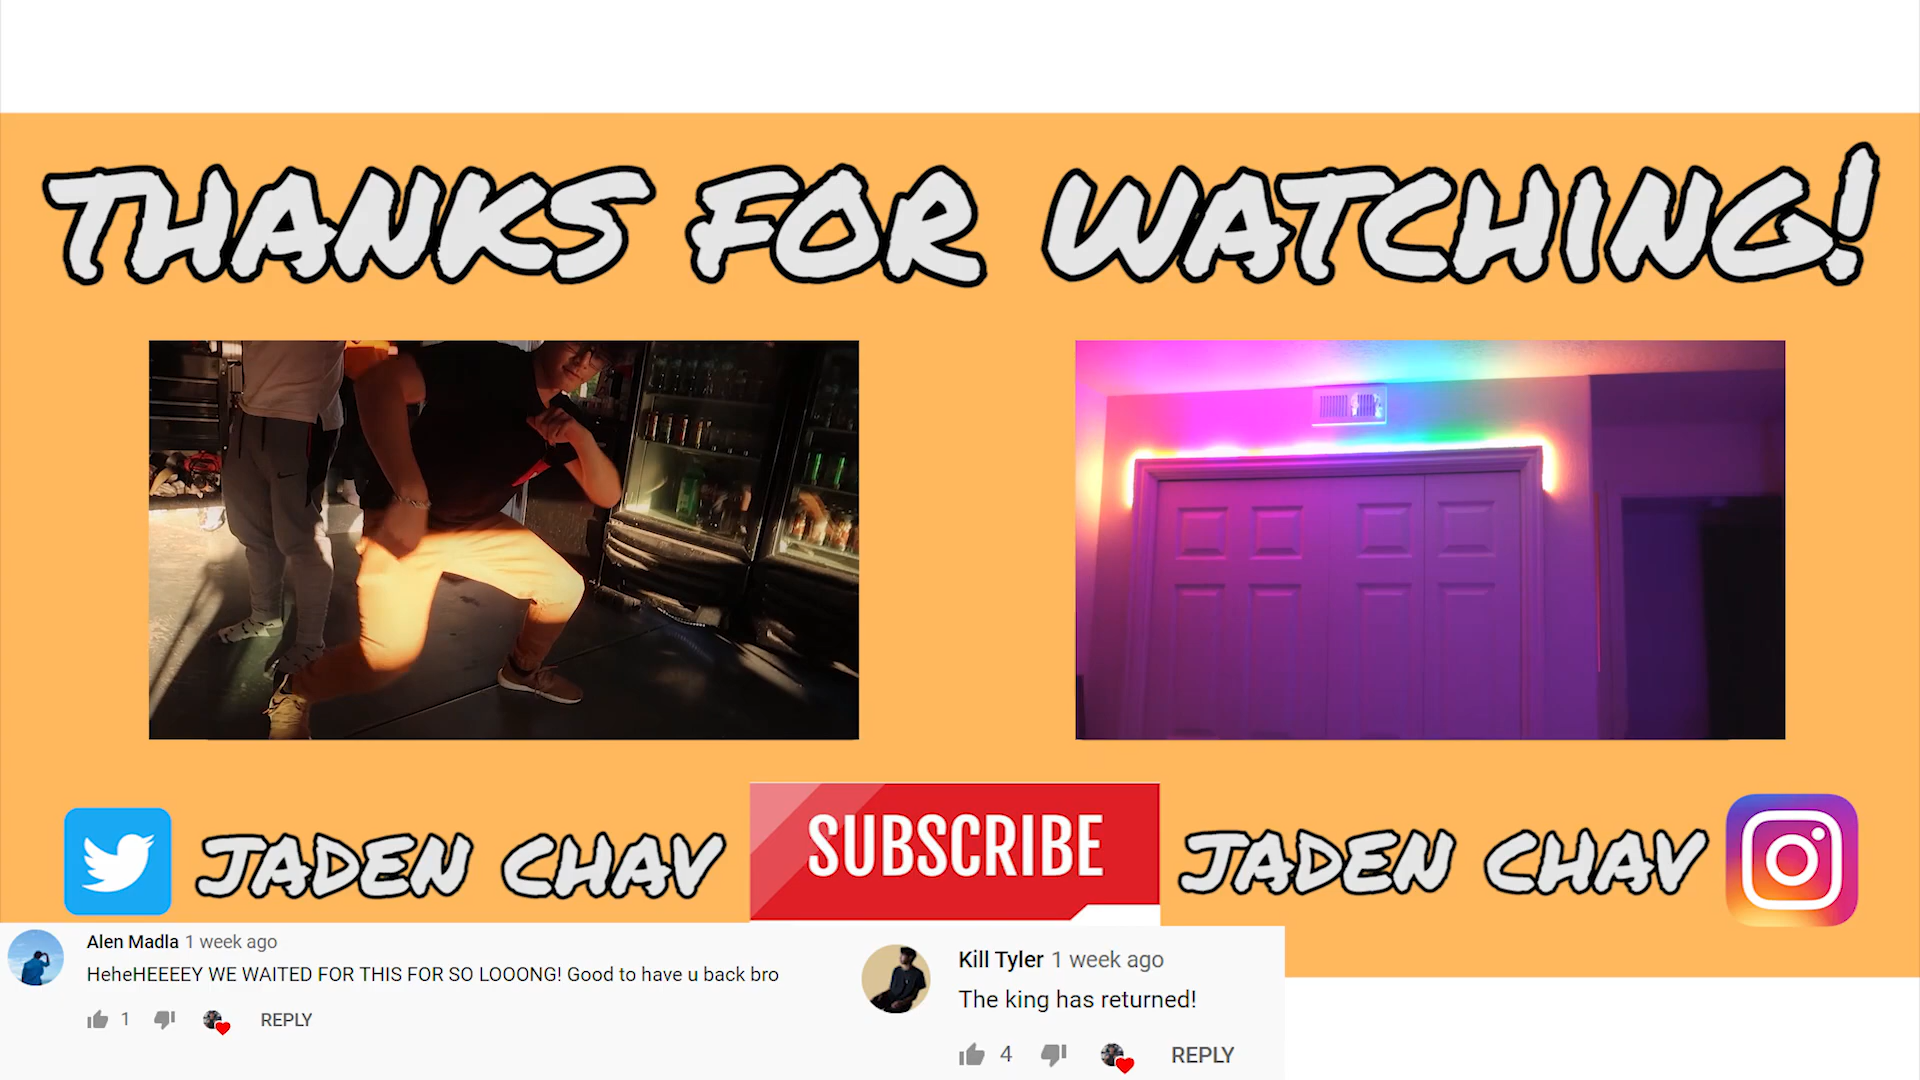 THANKS FOR WATCHING!
JADEN CHAV
SUBSCRIBE
JADEN CHAV
Alen Madla 1 week ago
HeheHEEEEY WE WAITED FOR THIS FOR SO LOOONG! Good to have u back bro
1 REPLY
Kill Tyler 1 week ago
The king has returned!
4 REPLY